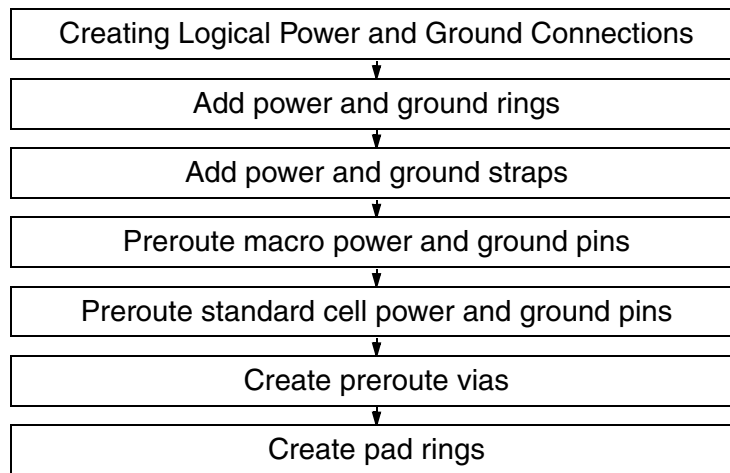 Creating Logical Power and Ground Connections
Add power and ground rings
Add power and ground straps
Preroute macro power and ground pins
Preroute standard cell power and ground pins
Create preroute vias
Create pad rings